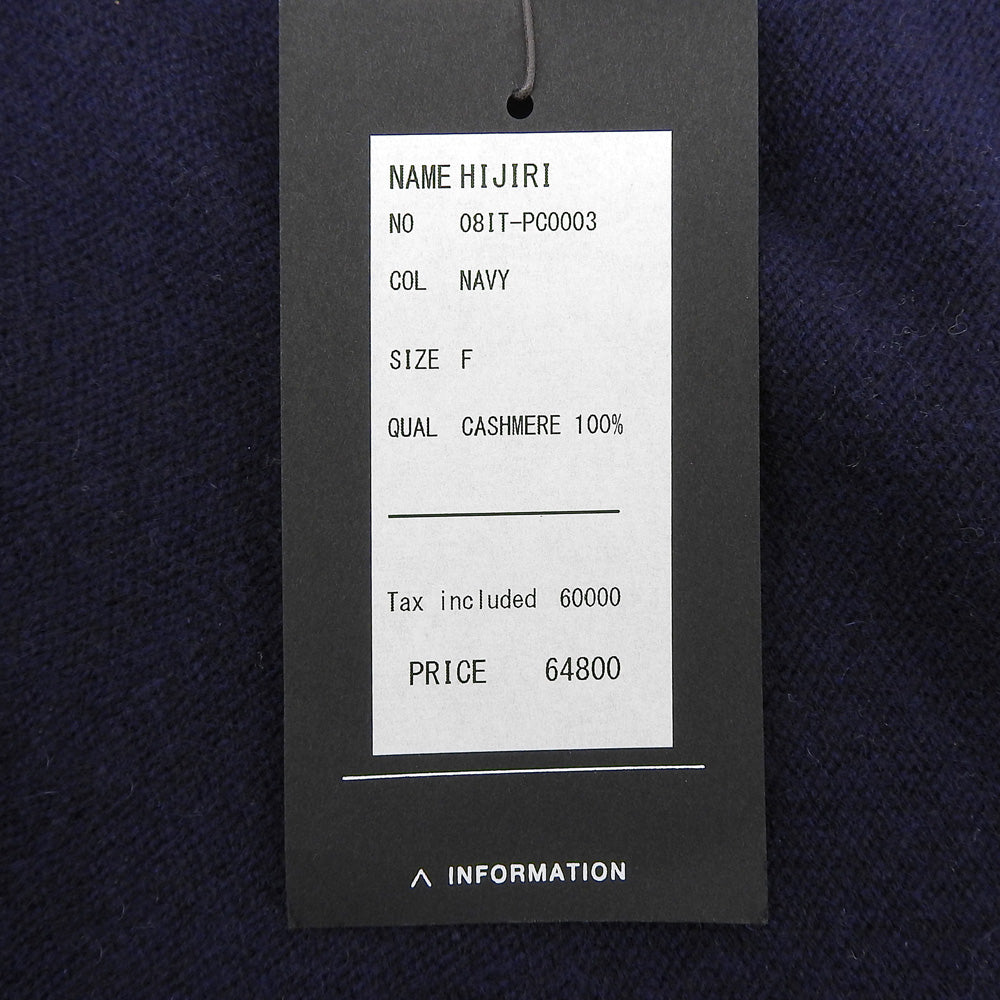 NAME HIJIRI
NO 08IT-PC0003
COL NAVY
SIZE F
QUAL CASHMERE 100%
Tax included 60000
PRICE 64800
INFORMATION